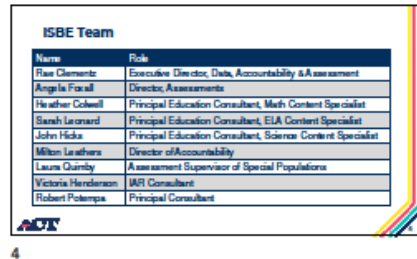 ISBE Team
Name Role
Rae Clementz Executive Director, Data, Accountability & Assessment
Angela Foxall Director, Assessments
Heather Colwell Principal Education Consultant, Math Content Specialist
Sarah Leonard Principal Education Consultant, ELA Content Specialist
John Hicks Principal Education Consultant, Science Content Specialist
Milton Leathers Director of Accountability
Laura Quimby Assessment Supervisor of Special Populations
Victoria Henderson IAR Consultant
Robert Potempa Principal Consultant
ACT
4